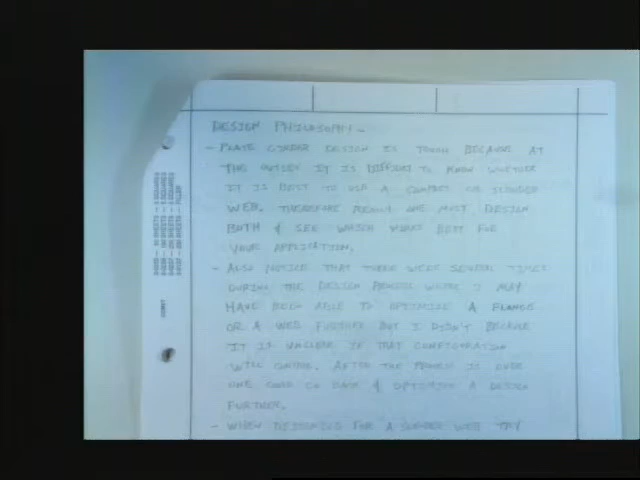 DESIGN PHILOSOPHY -
- PLATE GIRDER DESIGN IS TOUGH BECAUSE AT
THE OUTSET IT IS DIFFICULT TO KNOW WHETHER
IT IS BEST TO USE A COMPACT OR SLENDER
WEB. THEREFORE ONE MUST DESIGN
BOTH & SEE WHICH WORKS BEST FOR
YOUR APPLICATION.
- ALSO NOTICE THAT THERE WERE SEVERAL TIMES
DURING THE DESIGN PROCESS WHERE I MAY
HAVE BEEN ABLE TO OPTIMIZE A FLANGE
OR A WEB FURTHER BUT I DIDN'T BECAUSE
IT IS UNCLEAR IF THAT CONFIGURATION
WILL CONTROL. AFTER THE PROCESS IS OVER
ONE COULD GO BACK & OPTIMIZE A DESIGN
FURTHER.
- WHEN DESIGNING FOR A SLENDER WEB TRY